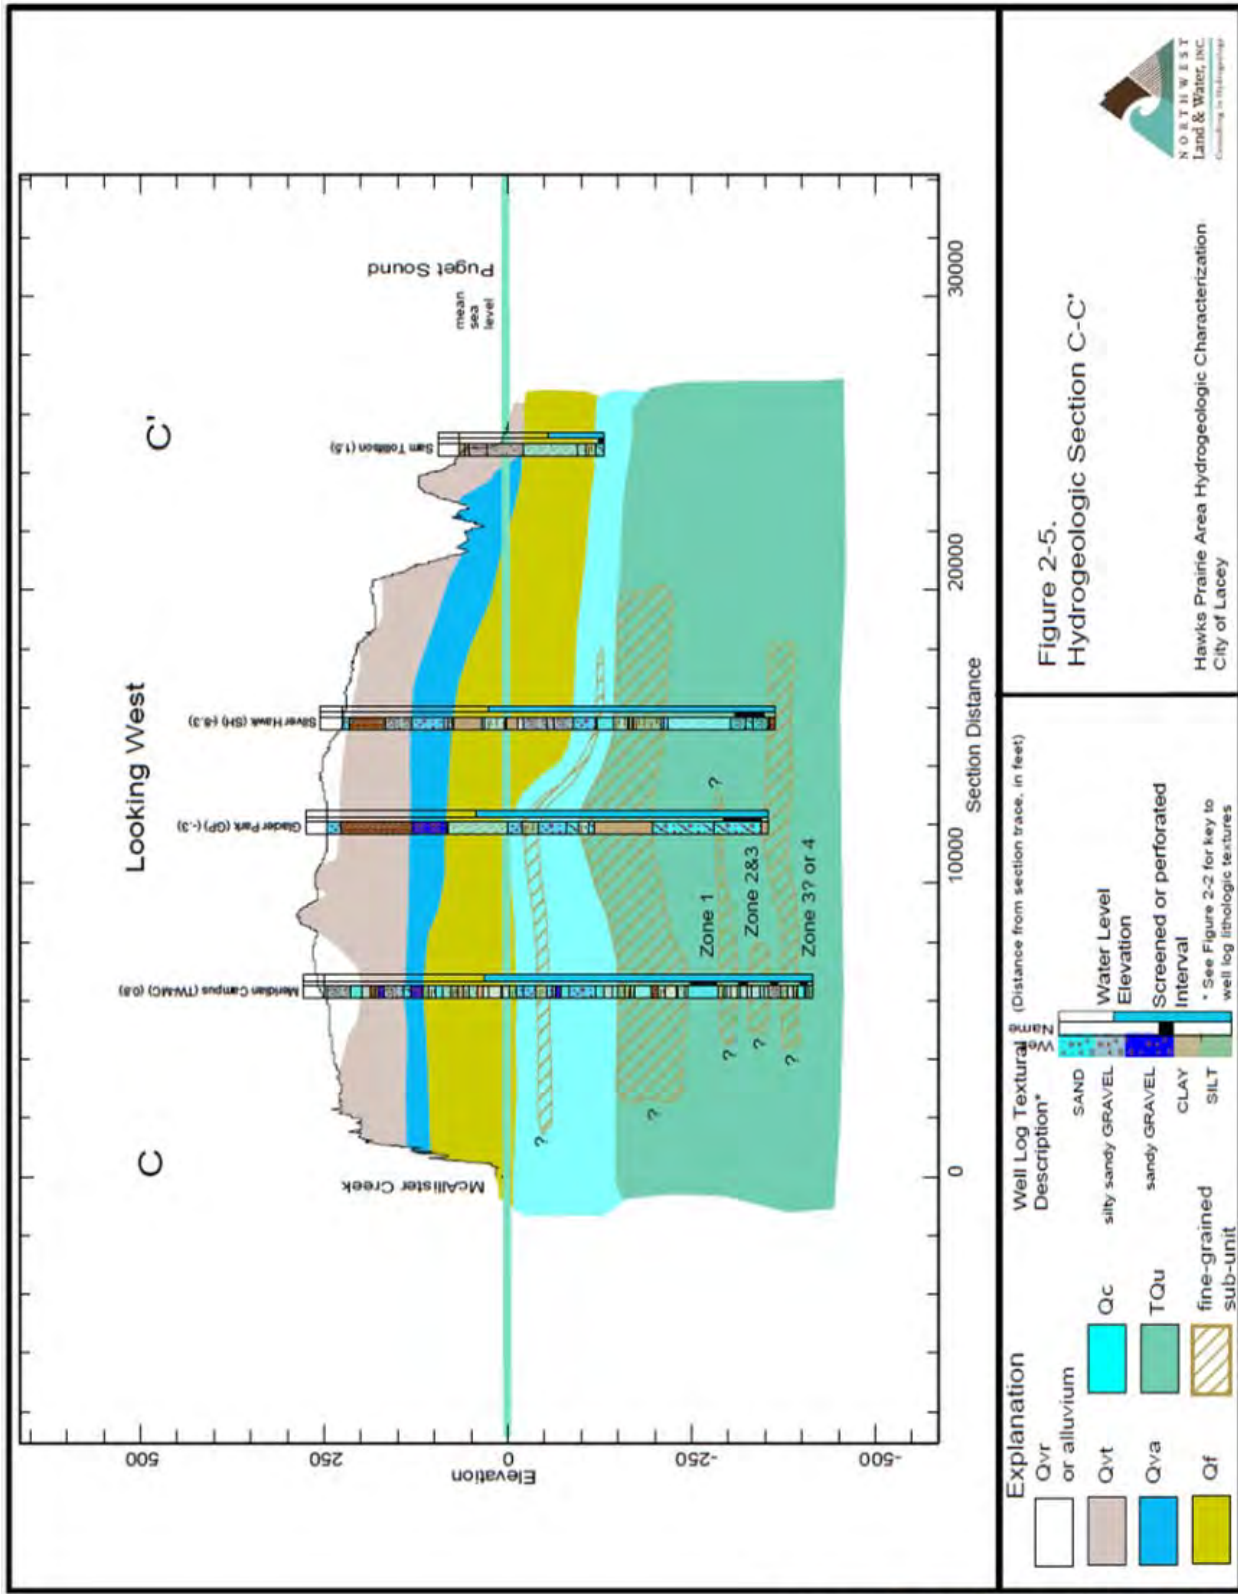 Looking West
C
C'
McAllister Creek
Meridian Campus (TW-MC) (0.8)
Glacier Park (GP) (-.3)
Silver Hawk (SH) (-8.3)
Sam Tollifson (1.5)
mean
sea
level
Puget Sound
Elevation
500
250
0
-250
-500
?
?
?
?
?
?
Zone 1
Zone 2&3
Zone 3? or 4
0
10000
20000
30000
Section Distance
Explanation
Qvr
or alluvium
Qvt
Qva
Qf
Qc
TQu
fine-grained
sub-unit
Well Log Textural
Description*
(Distance from section trace, in feet)
Well
Name
SAND
silty sandy GRAVEL
sandy GRAVEL
CLAY
SILT
Water Level
Elevation
Screened or perforated
Interval
* See Figure 2-2 for key to
well log lithologic textures
Figure 2-5.
Hydrogeologic Section C-C'
Hawks Prairie Area Hydrogeologic Characterization
City of Lacey
NORTHWEST
Land & Water, INC.
Consulting in Hydrogeology